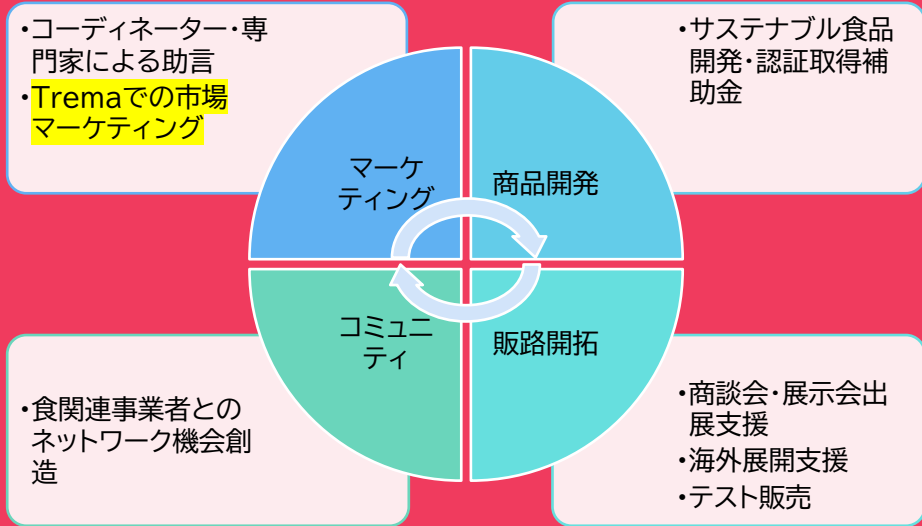 ・コーディネーター・専
門家による助言
・Tremaでの市場
マーケティング
・サステナブル食品
開発・認証取得補
助金
マーケ
ティング
商品開発
コミュニ
ティ
販路開拓
・食関連事業者との
ネットワーク機会創
造
・商談会・展示会出
展支援
・海外展開支援
・テスト販売